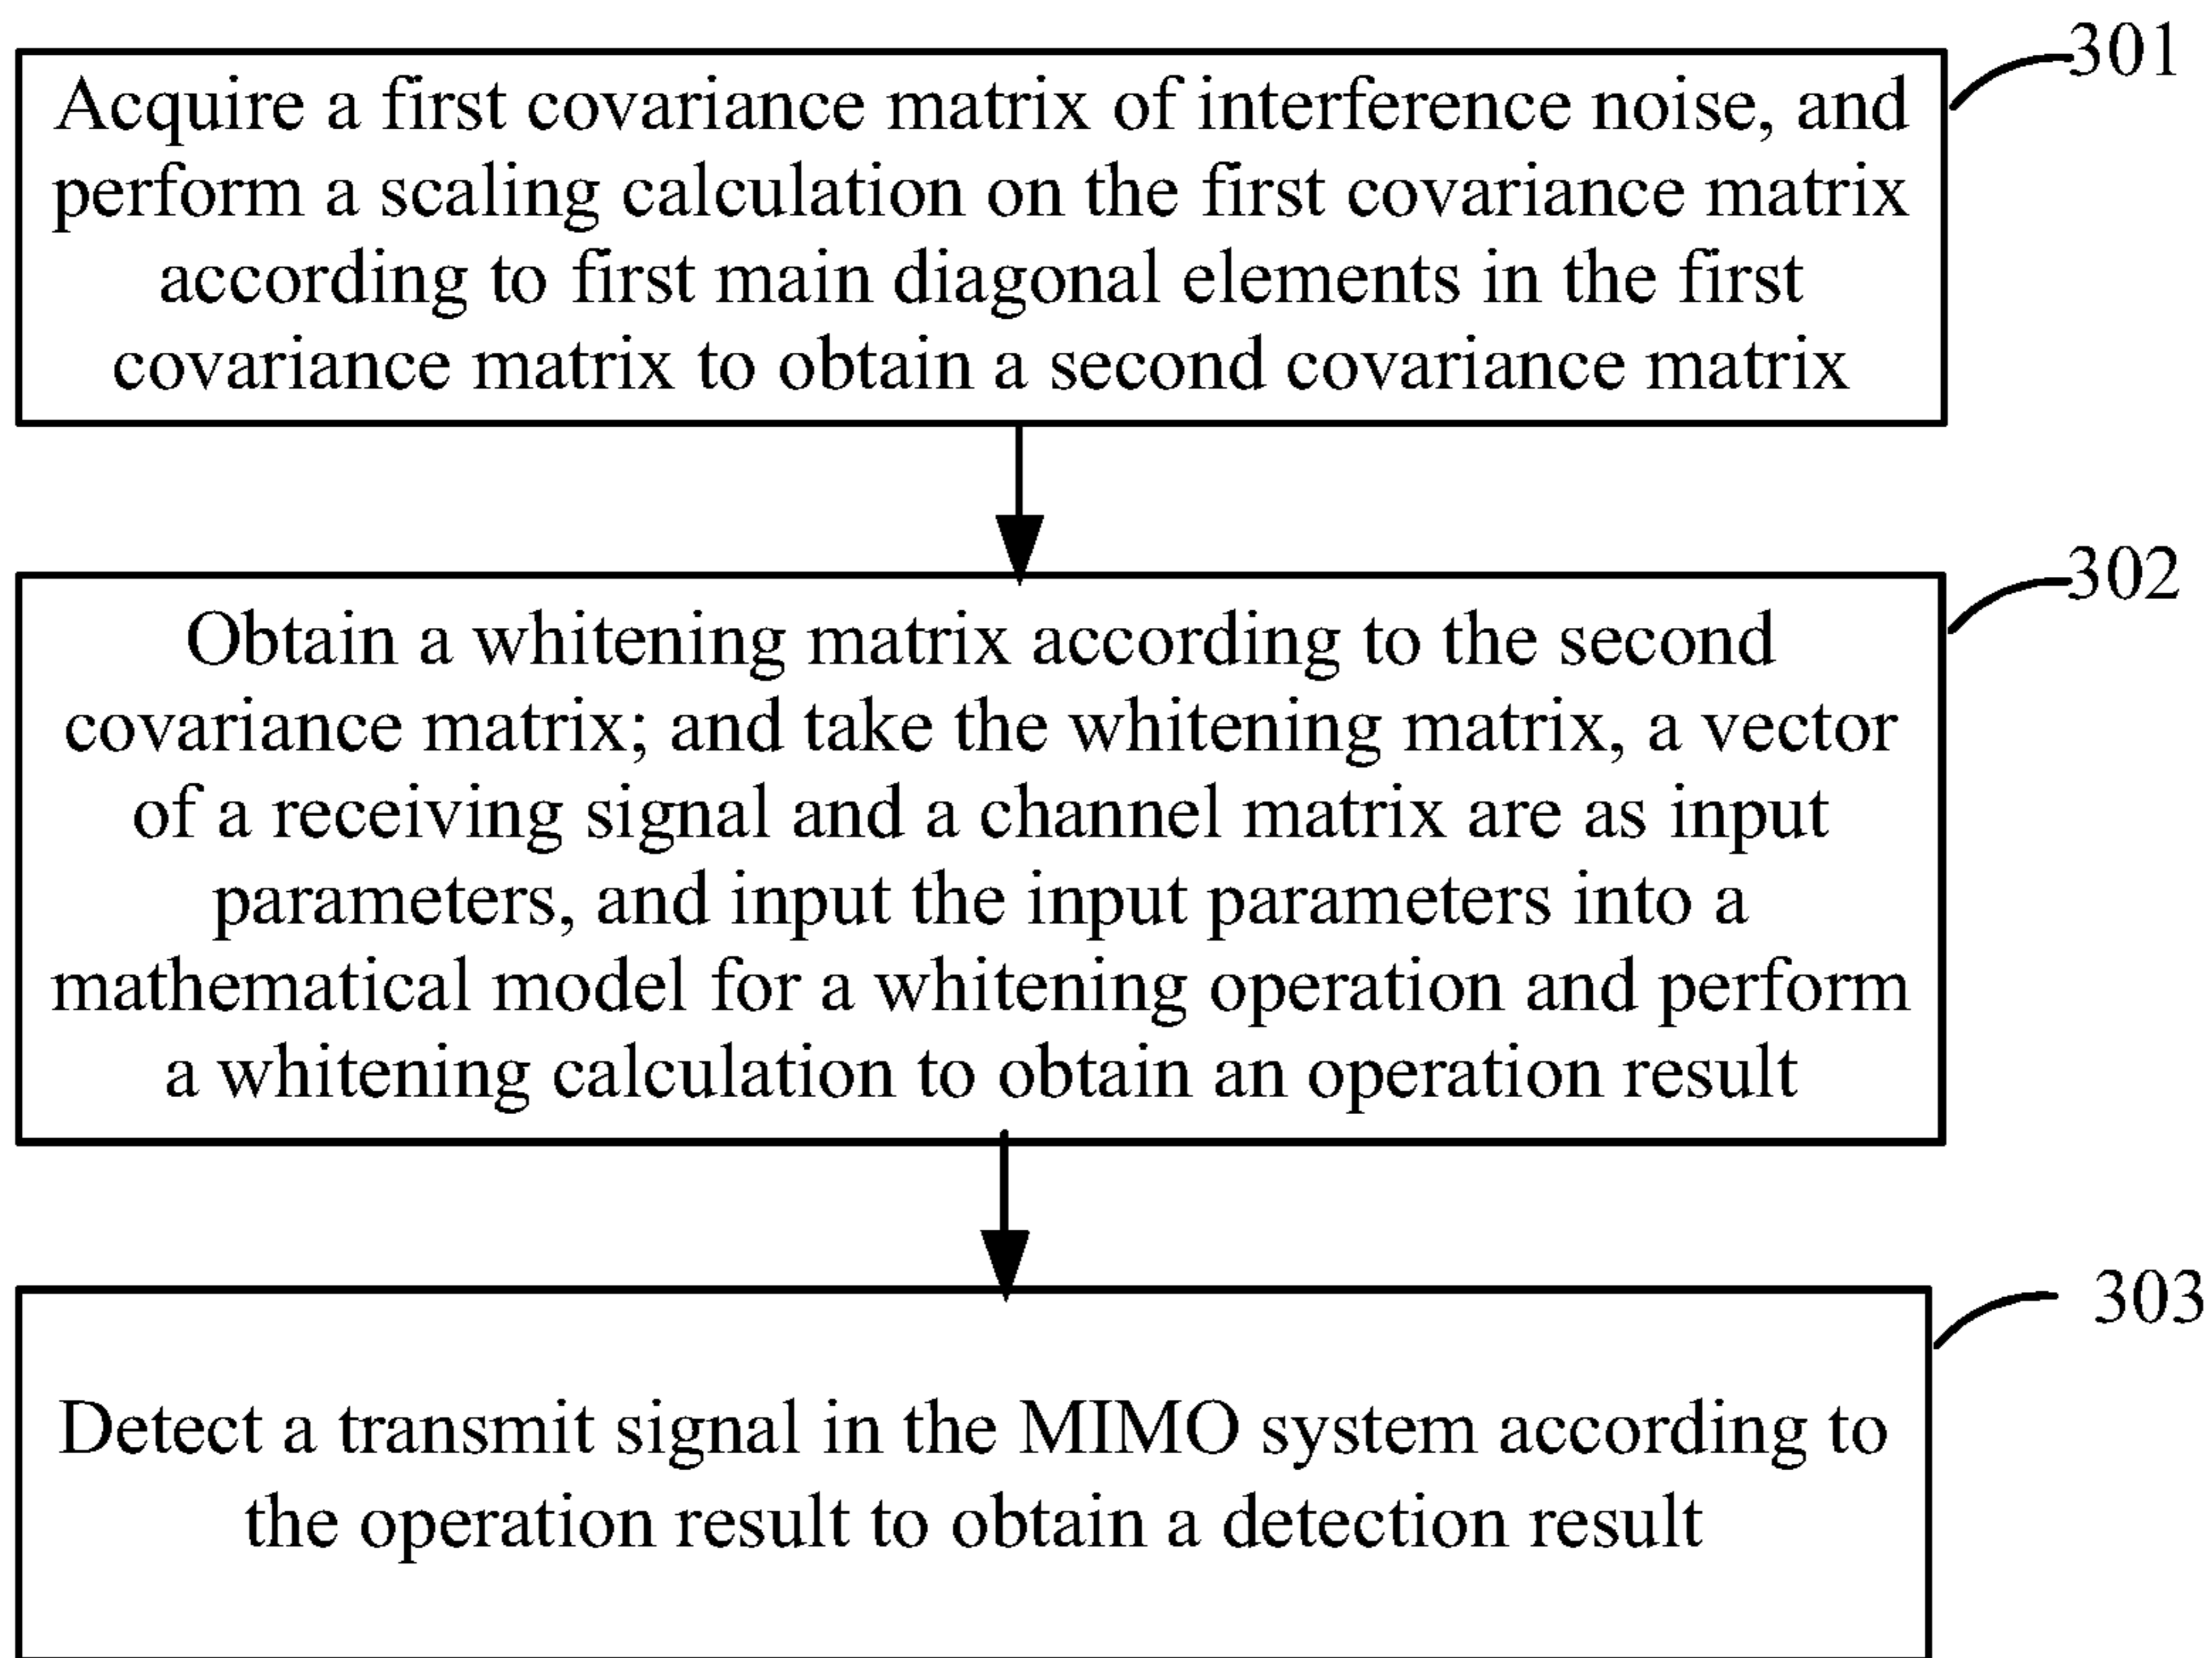 301
Acquire a first covariance matrix of interference noise, and
perform a scaling calculation on the first covariance matrix
according to first main diagonal elements in the first
covariance matrix to obtain a second covariance matrix
302
Obtain a whitening matrix according to the second
covariance matrix; and take the whitening matrix, a vector
of a receiving signal and a channel matrix are as input
parameters, and input the input parameters into a
mathematical model for a whitening operation and perform
a whitening calculation to obtain an operation result
303
Detect a transmit signal in the MIMO system according to
the operation result to obtain a detection result